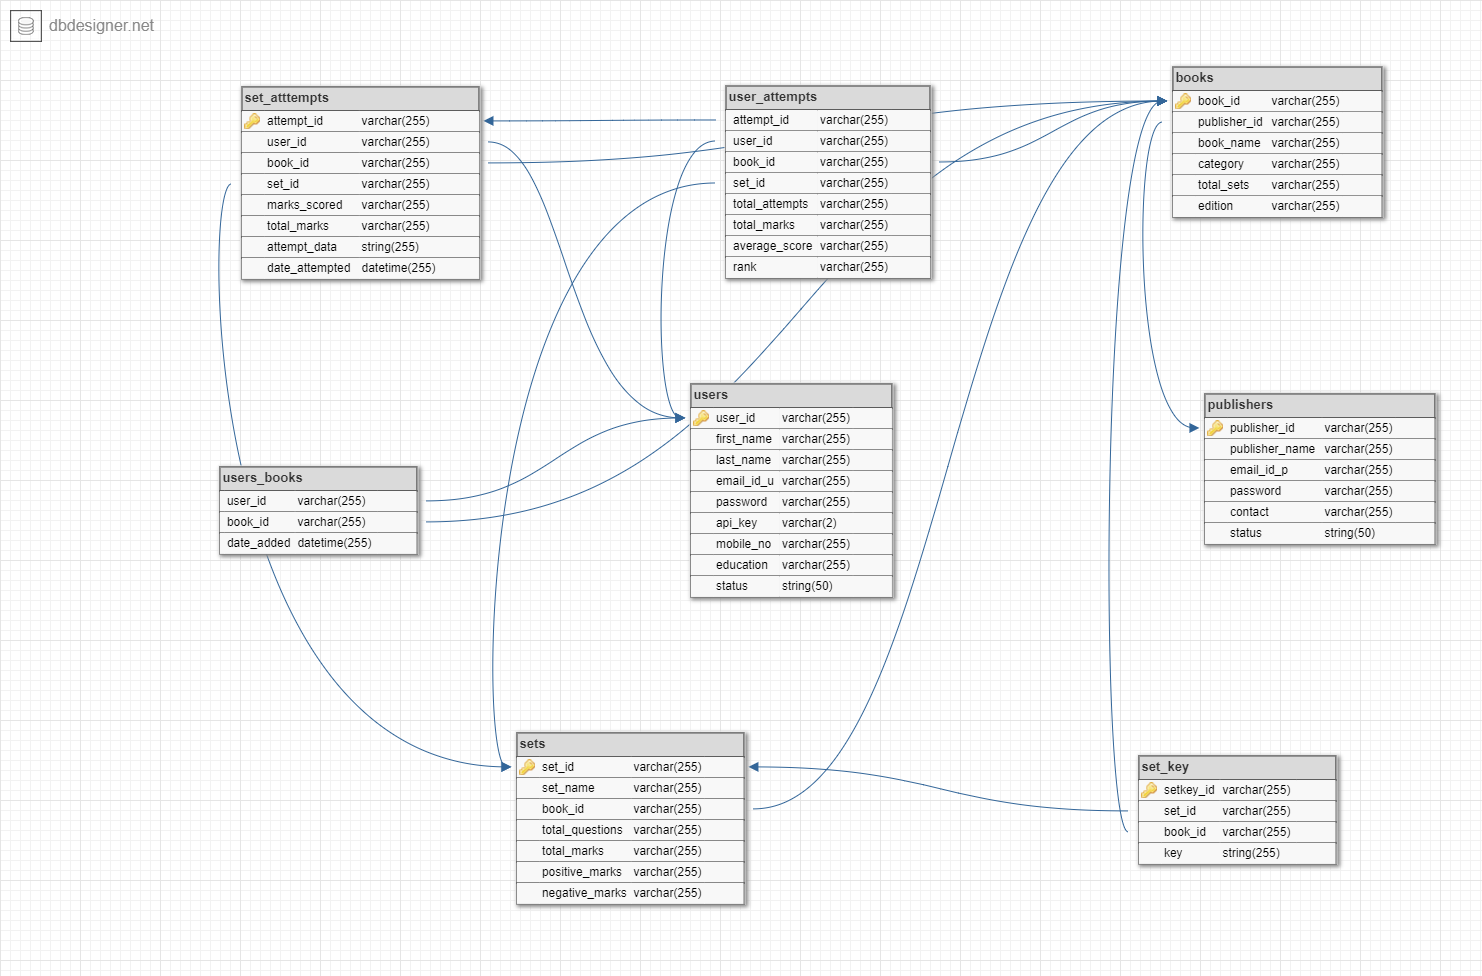 dbdesigner.net
set_atttempts
attempt_id varchar(255)
user_id varchar(255)
book_id varchar(255)
set_id varchar(255)
marks_scored varchar(255)
total_marks varchar(255)
attempt_data string(255)
date_attempted datetime(255)
user_attempts
attempt_id varchar(255)
user_id varchar(255)
book_id varchar(255)
set_id varchar(255)
total_attempts varchar(255)
total_marks varchar(255)
average_score varchar(255)
rank varchar(255)
books
book_id varchar(255)
publisher_id varchar(255)
book_name varchar(255)
category varchar(255)
total_sets varchar(255)
edition varchar(255)
users
user_id varchar(255)
first_name varchar(255)
last_name varchar(255)
email_id_u varchar(255)
password varchar(255)
api_key varchar(2)
mobile_no varchar(255)
education varchar(255)
status string(50)
publishers
publisher_id varchar(255)
publisher_name varchar(255)
email_id_p varchar(255)
password varchar(255)
contact varchar(255)
status string(50)
users_books
user_id varchar(255)
book_id varchar(255)
date_added datetime(255)
sets
set_id varchar(255)
set_name varchar(255)
book_id varchar(255)
total_questions varchar(255)
total_marks varchar(255)
positive_marks varchar(255)
negative_marks varchar(255)
set_key
setkey_id varchar(255)
set_id varchar(255)
book_id varchar(255)
key string(255)